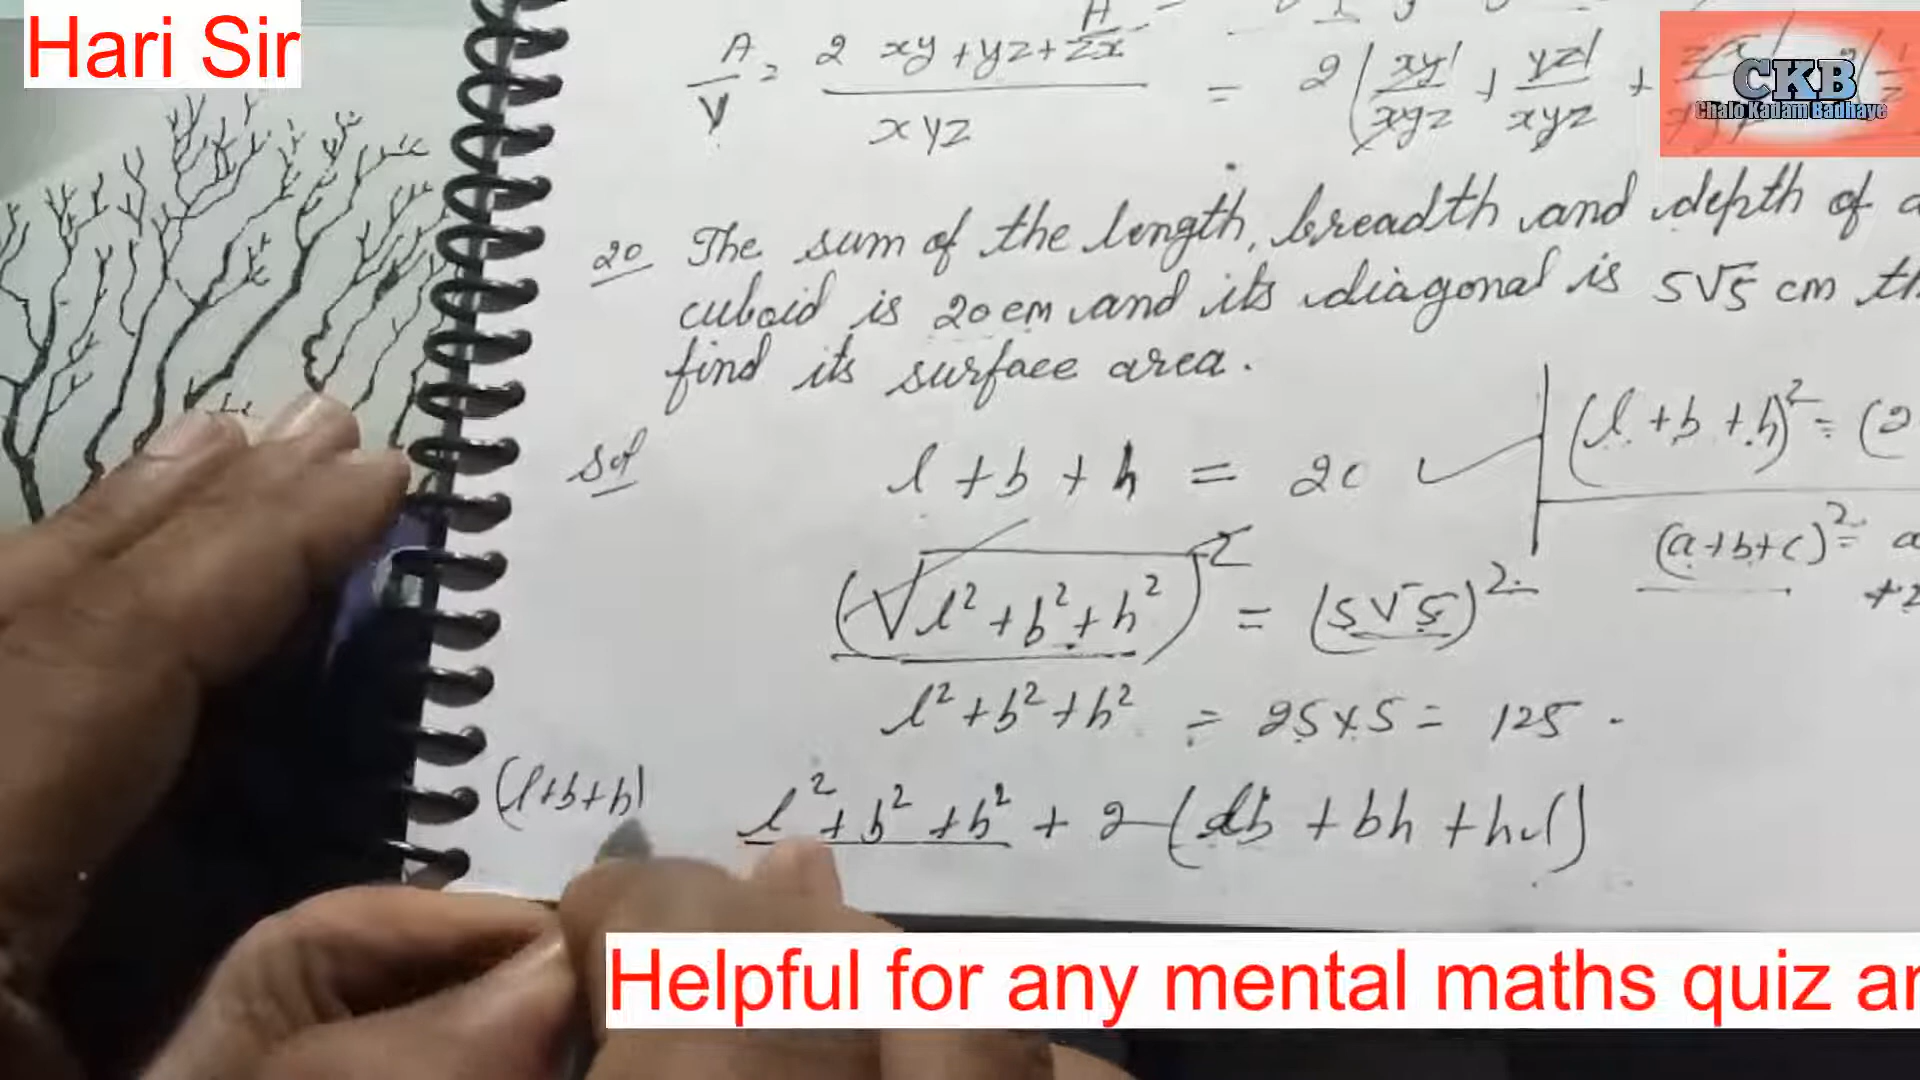 Hari Sir
CKB
Chalo Kadam Badhaye
A/V = 2 xy + yz + zx / xyz = 2 ( xy/xyz + yz/xyz +
20 The sum of the length, breadth and depth of a
cuboid is 20 cm and its diagonal is 5√5 cm th
find its surface area.
Sol
l + b + h = 20
(l + b + h)² = (2
(a+b+c)² = a
+2
(√l² + b² + h²)² = (5√5)²
l² + b² + h² = 25×5 = 125
(l+b+h) l² + b² + h² + 2 (lb + bh + hl)
Helpful for any mental maths quiz an